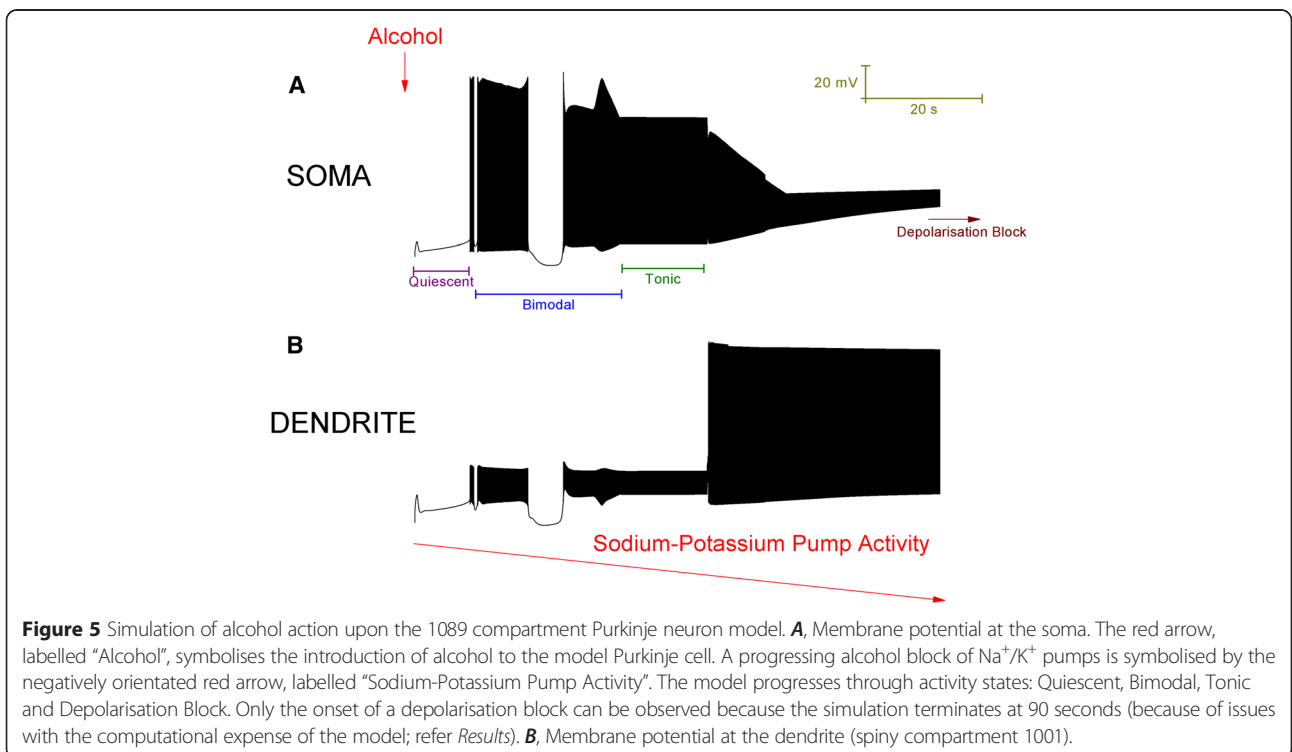 Alcohol
A
20 mV
20 s
SOMA
Depolarisation Block
Quiescent
Tonic
Bimodal
B
DENDRITE
Sodium-Potassium Pump Activity
Figure 5 Simulation of alcohol action upon the 1089 compartment Purkinje neuron model. A, Membrane potential at the soma. The red arrow,
labelled “Alcohol”, symbolises the introduction of alcohol to the model Purkinje cell. A progressing alcohol block of Na⁺/K⁺ pumps is symbolised by the
negatively orientated red arrow, labelled “Sodium-Potassium Pump Activity”. The model progresses through activity states: Quiescent, Bimodal, Tonic
and Depolarisation Block. Only the onset of a depolarisation block can be observed because the simulation terminates at 90 seconds (because of issues
with the computational expense of the model; refer Results). B, Membrane potential at the dendrite (spiny compartment 1001).